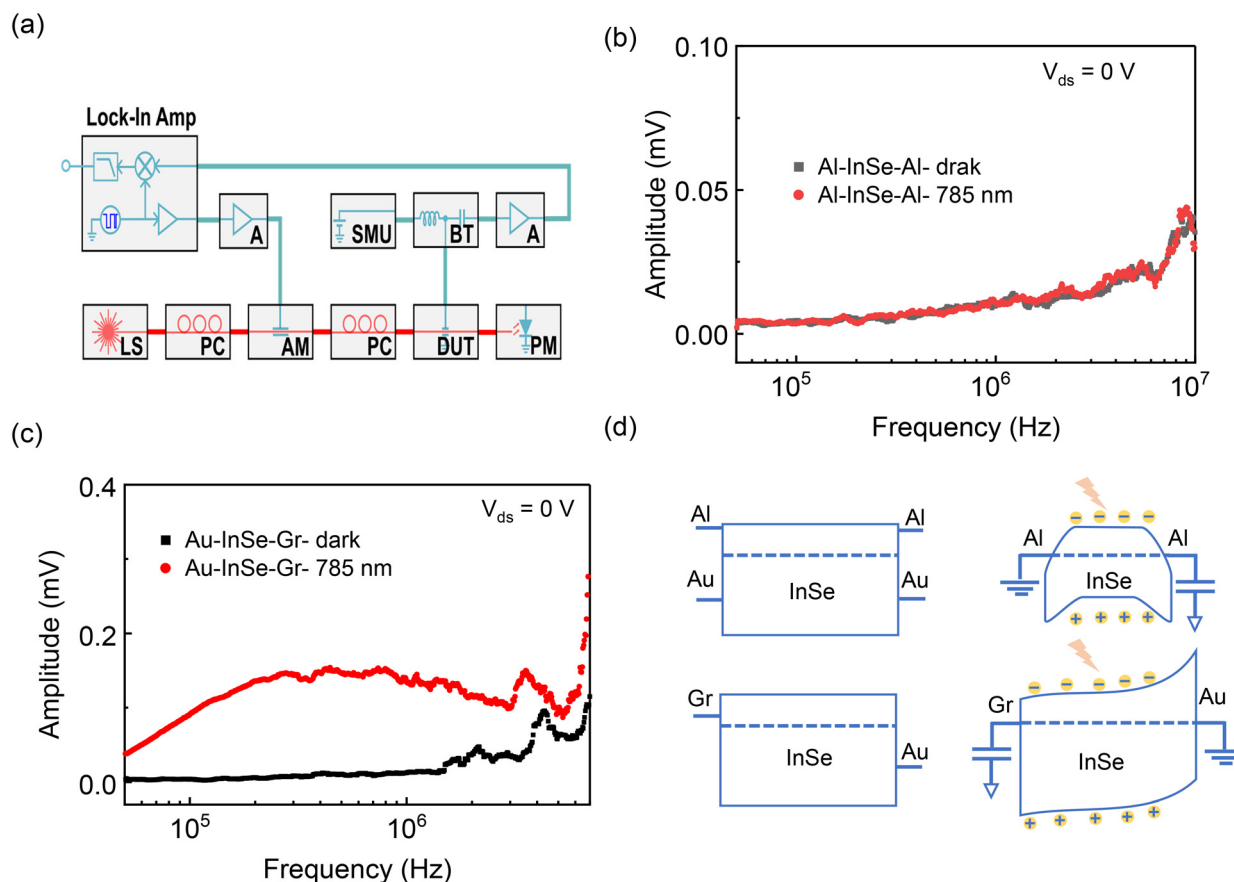 (a)
Lock-In Amp
A
SMU
BT
A
LS
PC
AM
PC
DUT
PM
(b)
V_ds = 0 V
Al-InSe-Al- drak
Al-InSe-Al- 785 nm
0.10
0.05
0.00
Amplitude (mV)
10^5
10^6
10^7
Frequency (Hz)
(c)
V_ds = 0 V
Au-InSe-Gr- dark
Au-InSe-Gr- 785 nm
0.4
0.2
0.0
Amplitude (mV)
10^5
10^6
Frequency (Hz)
(d)
Al
Al
Au
InSe
Au
Al
Al
InSe
Gr
InSe
Au
Gr
Au
InSe